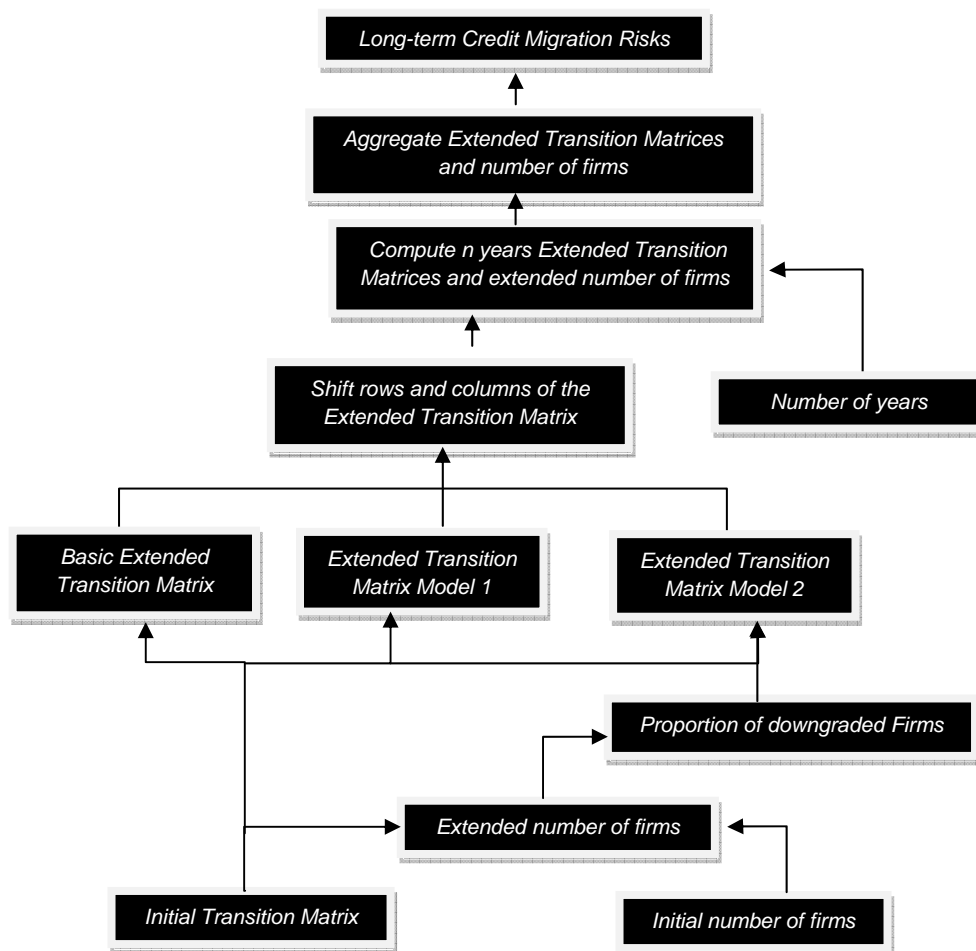 Long-term Credit Migration Risks
Aggregate Extended Transition Matrices
and number of firms
Compute n years Extended Transition
Matrices and extended number of firms
Shift rows and columns of the
Extended Transition Matrix
Number of years
Basic Extended
Transition Matrix
Extended Transition
Matrix Model 1
Extended Transition
Matrix Model 2
Proportion of downgraded Firms
Extended number of firms
Initial Transition Matrix
Initial number of firms